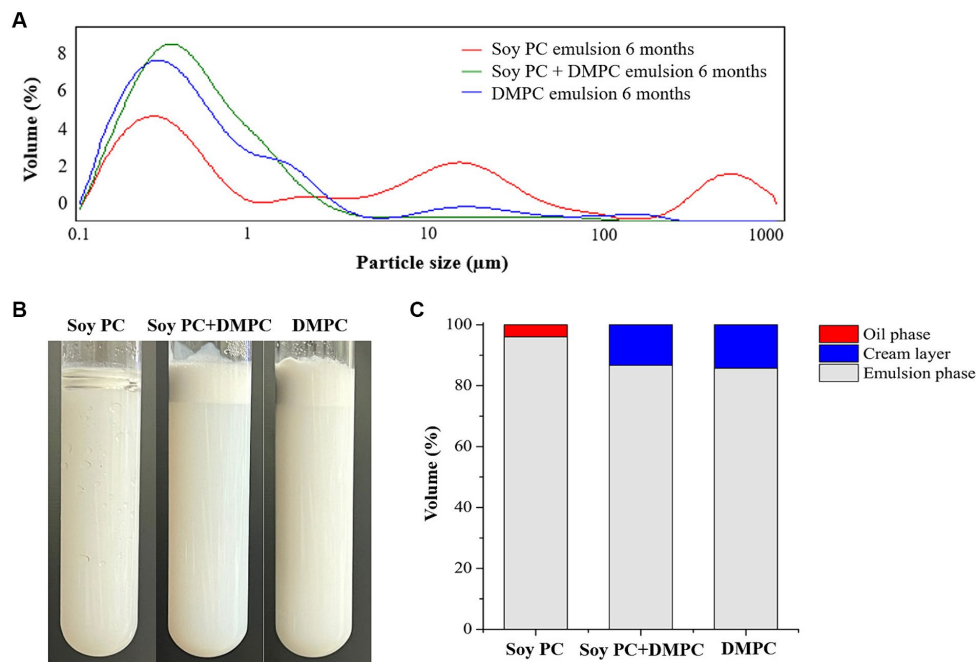 A
8
6
4
2
0
Volume (%)
Soy PC emulsion 6 months
Soy PC + DMPC emulsion 6 months
DMPC emulsion 6 months
0.1 1 10 100 1000
Particle size (μm)
B
Soy PC Soy PC+DMPC DMPC
C
100
80
60
40
20
0
Volume (%)
Soy PC Soy PC+DMPC DMPC
Oil phase
Cream layer
Emulsion phase